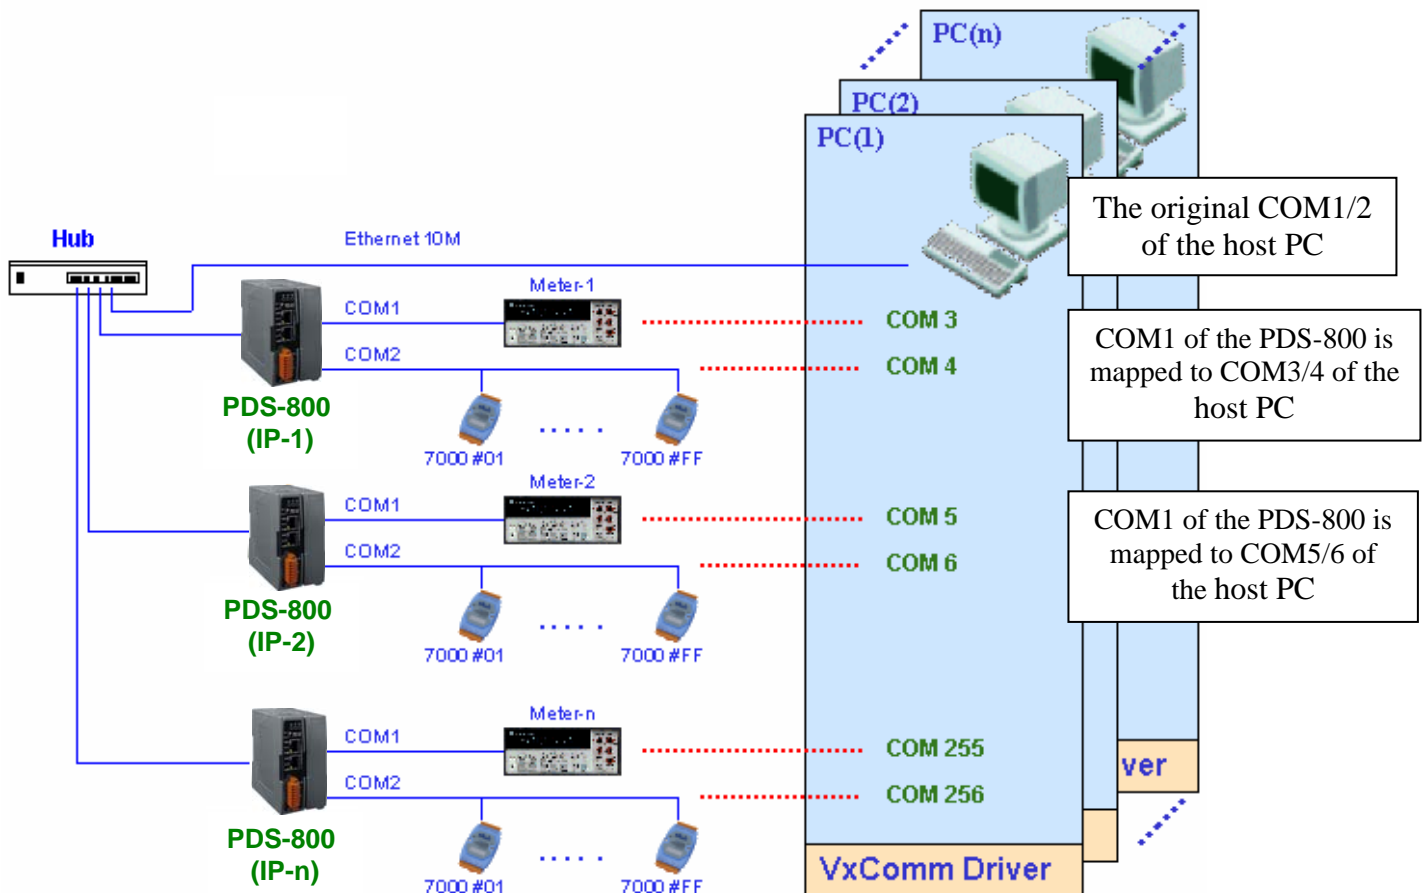 PC(n)
PC(2)
PC(1)
The original COM1/2
of the host PC
Hub
Ethernet 10M
Meter-1
COM1
COM 3
COM1 of the PDS-800 is
mapped to COM3/4 of the
host PC
COM2
COM 4
PDS-800
(IP-1)
7000 #01
7000 #FF
Meter-2
COM1
COM 5
COM1 of the PDS-800 is
mapped to COM5/6 of
the host PC
COM2
COM 6
PDS-800
(IP-2)
7000 #01
7000 #FF
Meter-n
COM1
COM 255
ver
COM2
COM 256
PDS-800
(IP-n)
7000 #01
7000 #FF
VxComm Driver